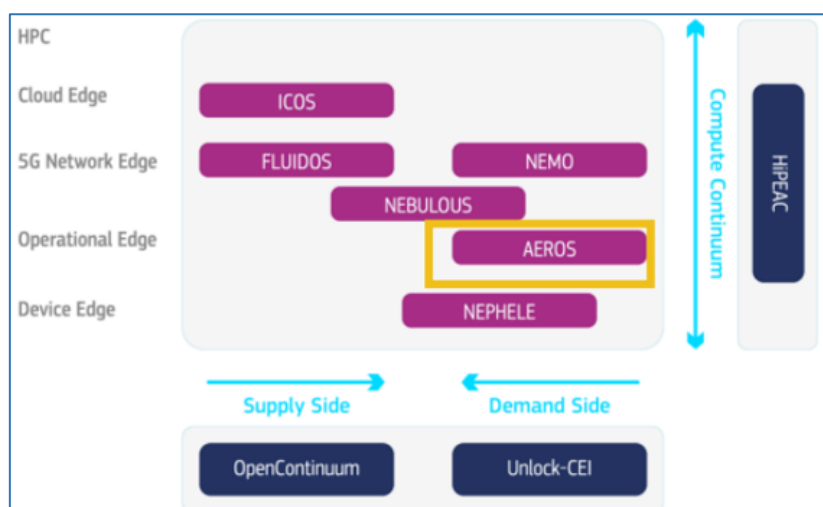 HPC
Cloud Edge
ICOS
5G Network Edge
FLUIDOS
NEMO
NEBULOUS
Operational Edge
AEROS
Device Edge
NEPHELE
Compute Continuum
HiPEAC
Supply Side
Demand Side
OpenContinuum
Unlock-CEI